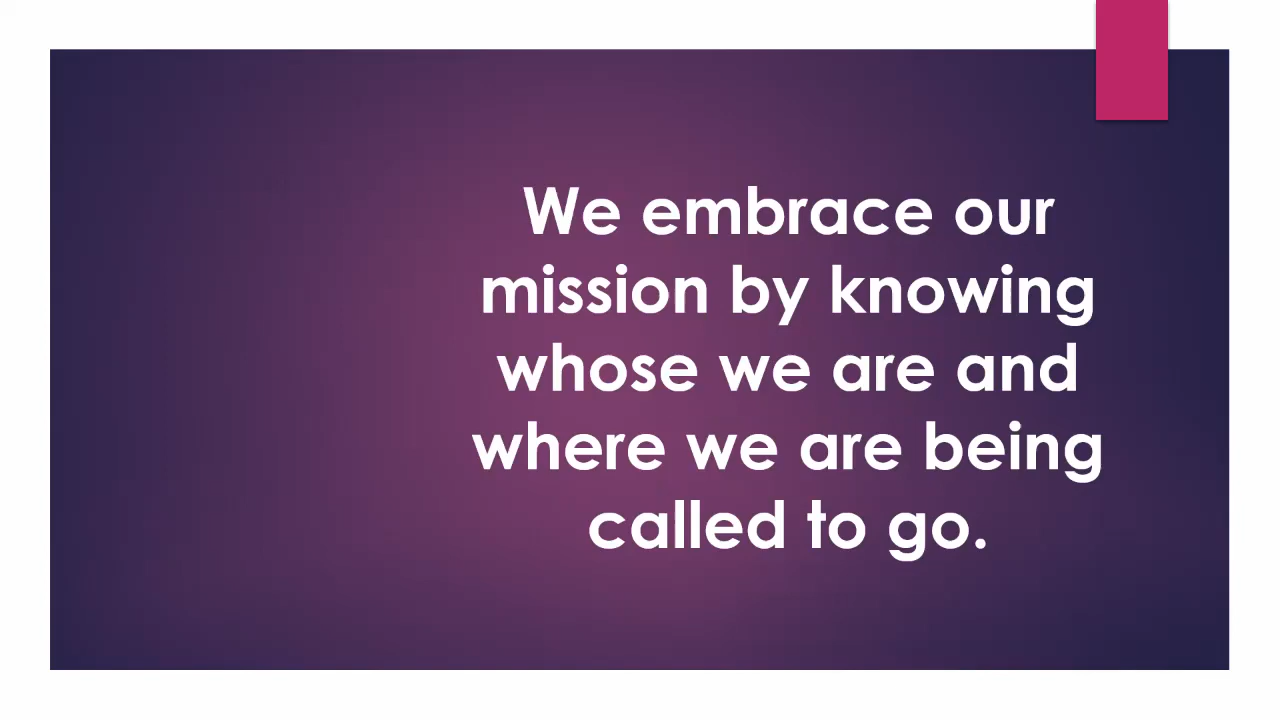 We embrace our
mission by knowing
whose we are and
where we are being
called to go.